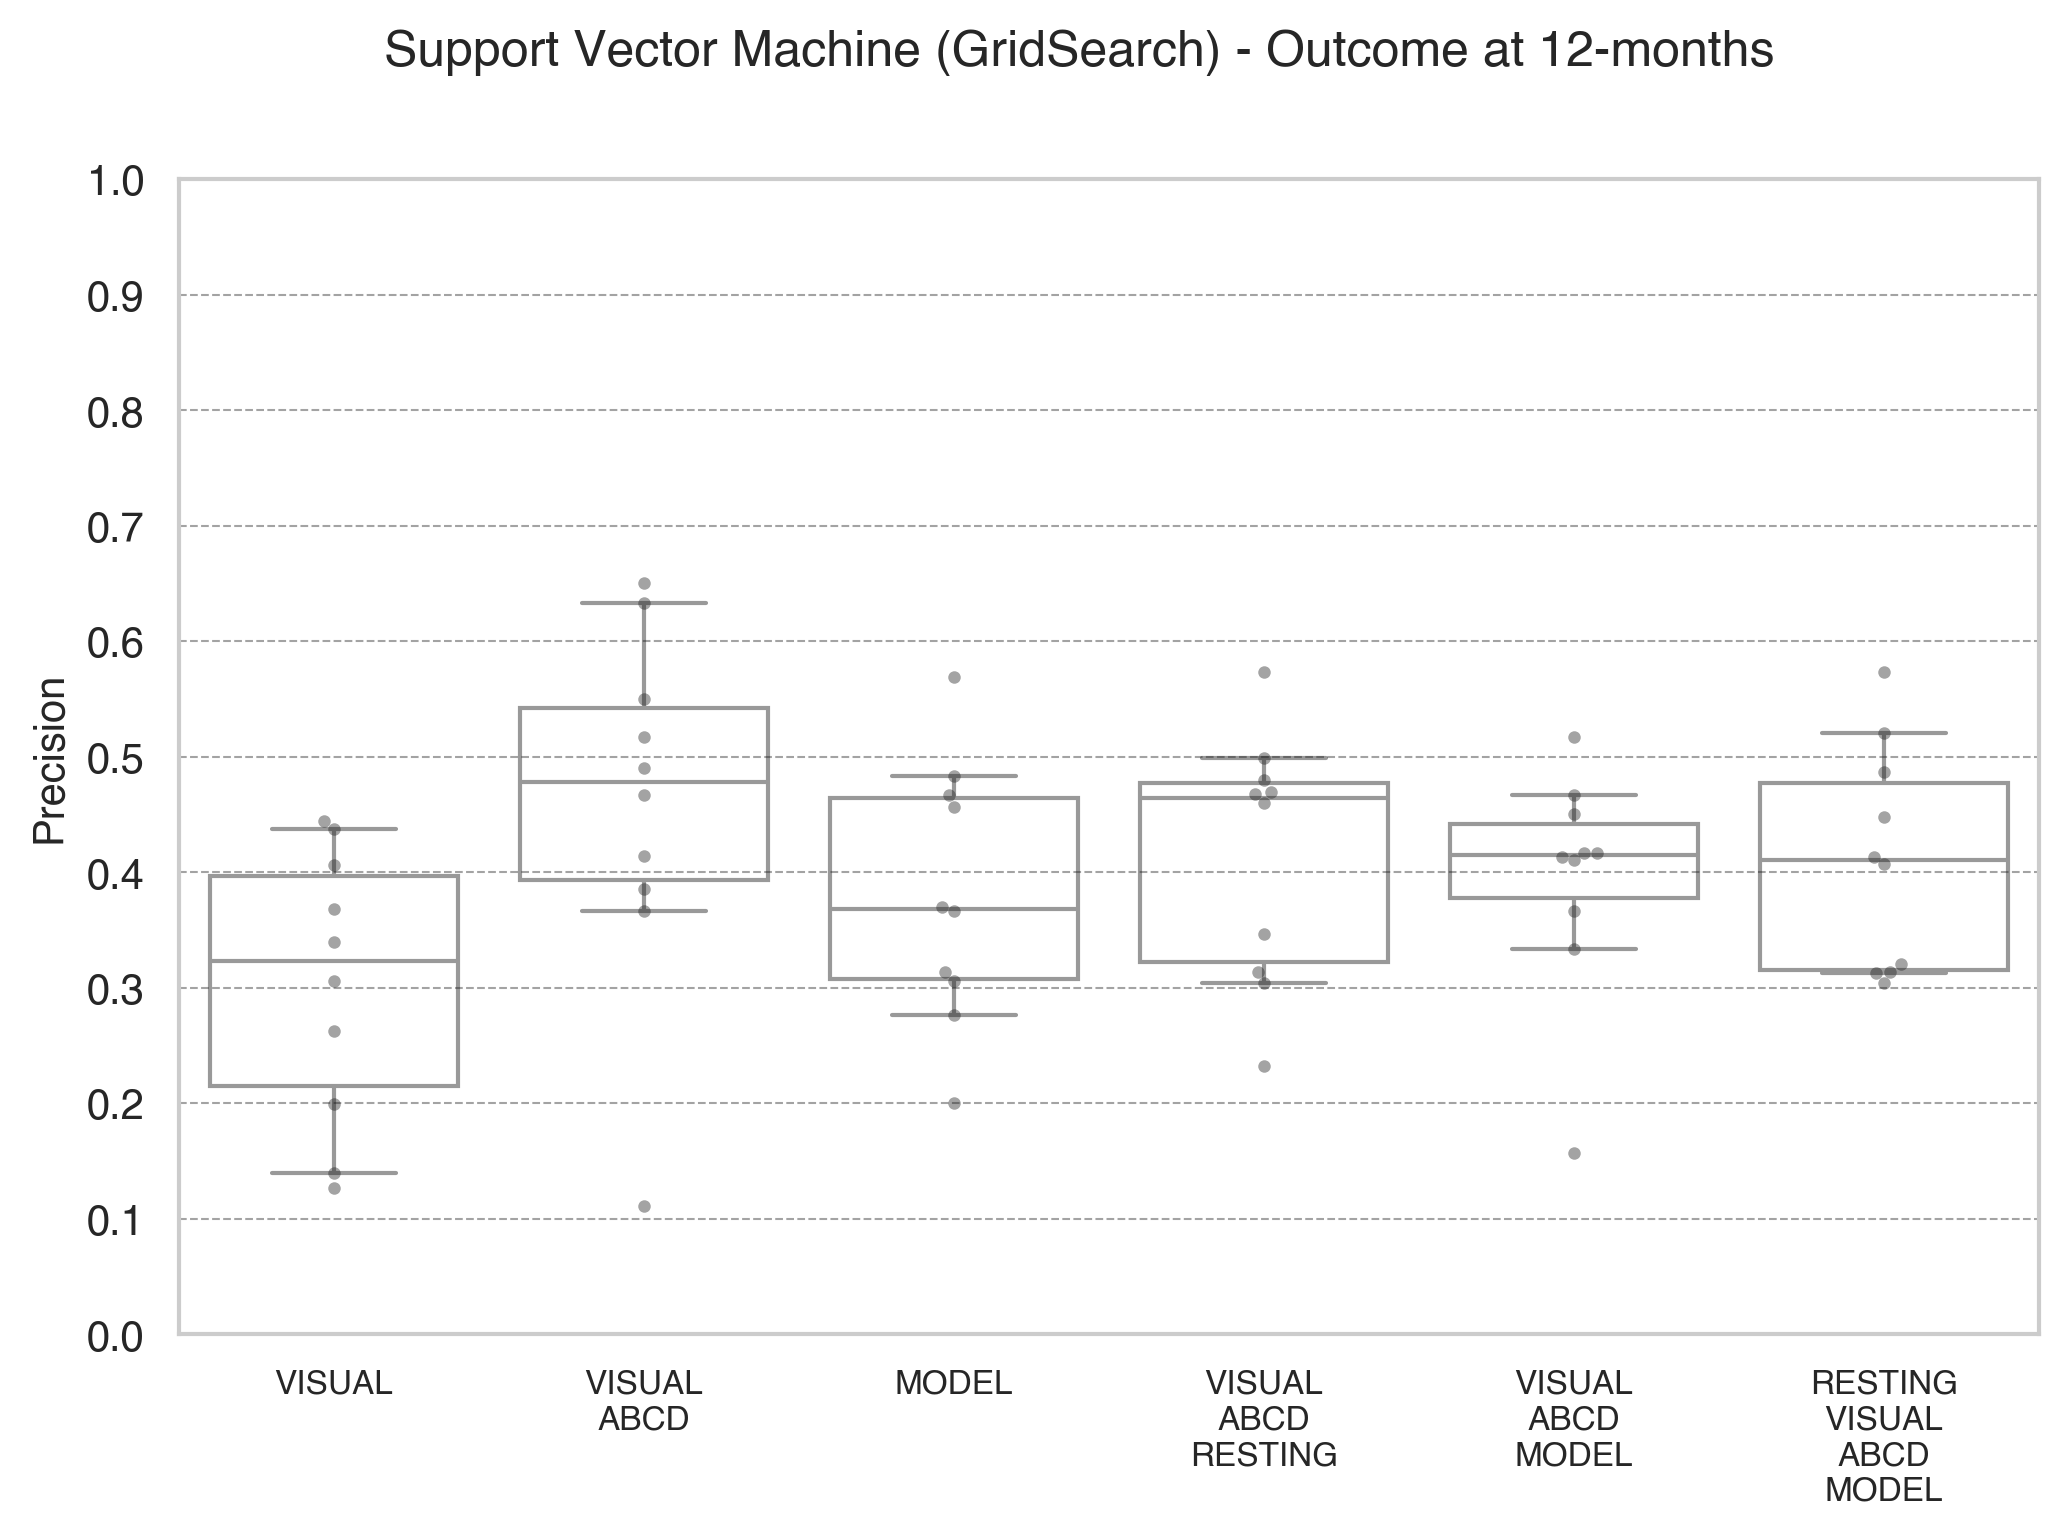 Support Vector Machine (GridSearch) - Outcome at 12-months
1.0
0.9
0.8
0.7
0.6
0.5
0.4
0.3
0.2
0.1
0.0
Precision
VISUAL
VISUAL
ABCD
MODEL
VISUAL
ABCD
RESTING
VISUAL
ABCD
MODEL
RESTING
VISUAL
ABCD
MODEL